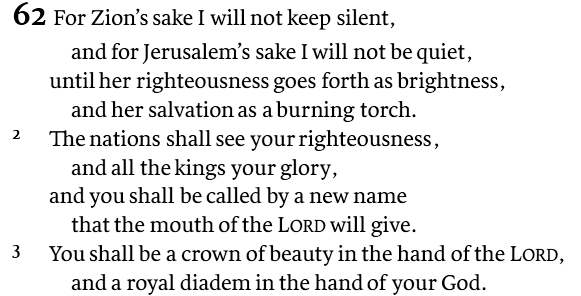 62 For Zion’s sake I will not keep silent,
and for Jerusalem’s sake I will not be quiet,
until her righteousness goes forth as brightness,
and her salvation as a burning torch.
2 The nations shall see your righteousness,
and all the kings your glory,
and you shall be called by a new name
that the mouth of the LORD will give.
3 You shall be a crown of beauty in the hand of the LORD,
and a royal diadem in the hand of your God.